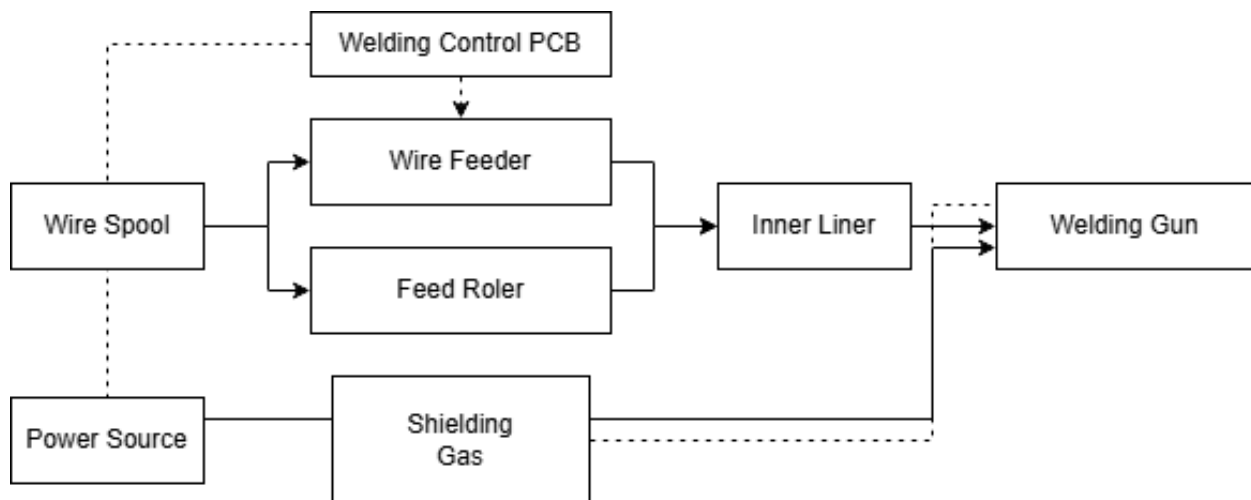 Welding Control PCB
Wire Feeder
Wire Spool
Inner Liner
Welding Gun
Feed Roler
Power Source
Shielding
Gas